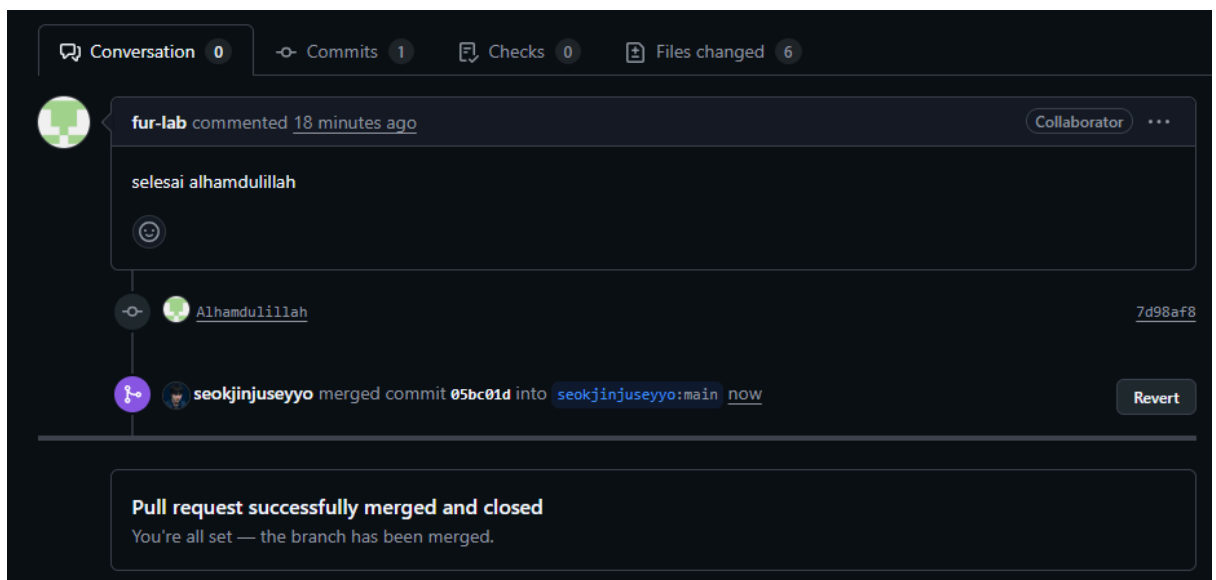 Conversation 0 Commits 1 Checks 0 Files changed 6
fur-lab commented 18 minutes ago Collaborator
selesai alhamdulillah
Alhamdulillah 7d98af8
seokjinjuseyyo merged commit 05bc01d into seokjinjuseyyo:main now Revert
Pull request successfully merged and closed
You're all set — the branch has been merged.